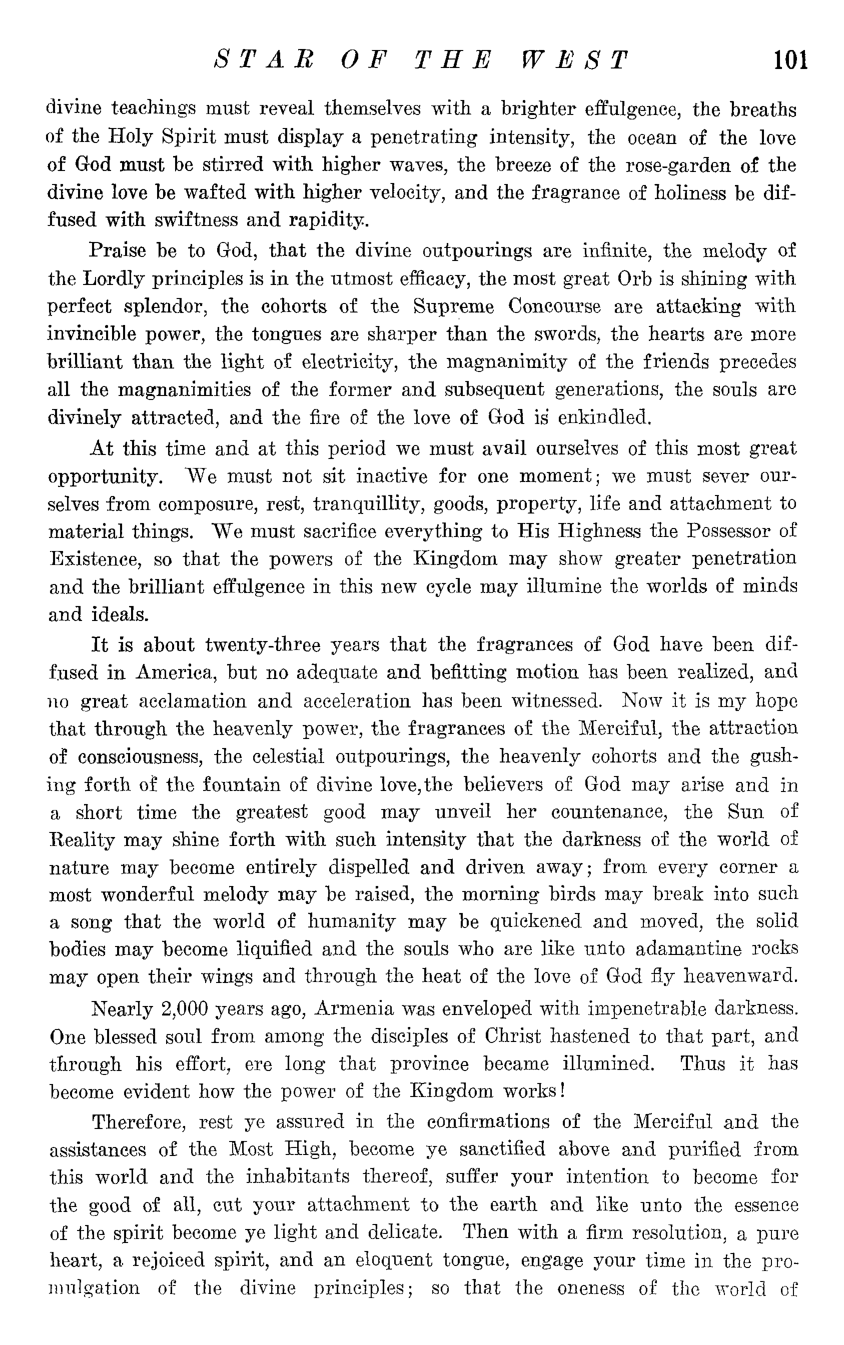 STAR OF THE WEST 101
divine teachings must reveal themselves with a brighter effulgence, the breaths
of the Holy Spirit must display a penetrating intensity, the ocean of the love
of God must be stirred with higher waves, the breeze of the rose-garden of the
divine love be wafted with higher velocity, and the fragrance of holiness be dif-
fused with swiftness and rapidity.
Praise be to God, that the divine outpourings are infinite, the melody of
the Lordly principles is in the utmost efficacy, the most great Orb is shining with
perfect splendor, the cohorts of the Supreme Concourse are attacking with
invincible power, the tongues are sharper than the swords, the hearts are more
brilliant than the light of electricity, the magnanimity of the friends precedes
all the magnanimities of the former and subsequent generations, the souls are
divinely attracted, and the fire of the love of God is enkindled.
At this time and at this period we must avail ourselves of this most great
opportunity. We must not sit inactive for one moment; we must sever our-
selves from composure, rest, tranquillity, goods, property, life and attachment to
material things. We must sacrifice everything to His Highness the Possessor of
Existence, so that the powers of the Kingdom may show greater penetration
and the brilliant effulgence in this new cycle may illumine the worlds of minds
and ideals.
It is about twenty-three years that the fragrances of God have been dif-
fused in America, but no adequate and befitting motion has been realized, and
no great acclamation and acceleration has been witnessed. Now it is my hope
that through the heavenly power, the fragrances of the Merciful, the attraction
of consciousness, the celestial outpourings, the heavenly cohorts and the gush-
ing forth of the fountain of divine love,the believers of God may arise and in
a short time the greatest good may unveil her countenance, the Sun of
Reality may shine forth with such intensity that the darkness of the world of
nature may become entirely dispelled and driven away; from every corner a
most wonderful melody may be raised, the morning birds may break into such
a song that the world of humanity may be quickened and moved, the solid
bodies may become liquified and the souls who are like unto adamantine rocks
may open their wings and through the heat of the love of God fly heavenward.
Nearly 2,000 years ago, Armenia was enveloped with impenetrable darkness.
One blessed soul from among the disciples of Christ hastened to that part, and
through his effort, ere long that province became illumined. Thus it has
become evident how the power of the Kingdom works!
Therefore, rest ye assured in the confirmations of the Merciful and the
assistances of the Most High, become ye sanctified above and purified from
this world and the inhabitants thereof, suffer your intention to become for
the good of all, cut your attachment to the earth and like unto the essence
of the spirit become ye light and delicate. Then with a firm resolution, a pure
heart, a rejoiced spirit, and an eloquent tongue, engage your time in the pro-
mulgation of the divine principles; so that the oneness of the world of